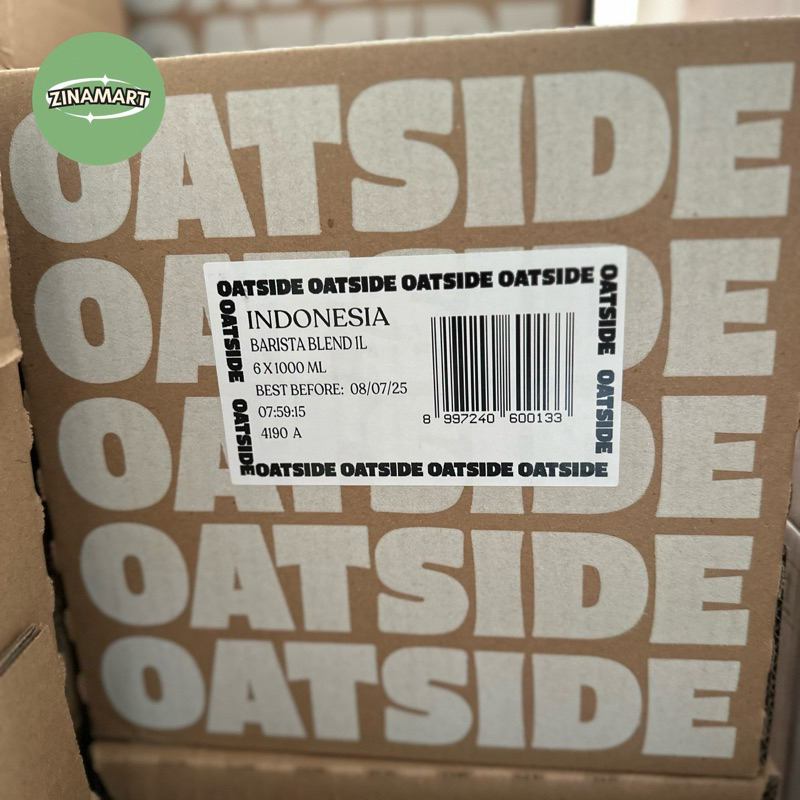 ZINAMART
OATSIDE
OATSIDE
OATSIDE
OATSIDE
OATSIDE
OATSIDE OATSIDE OATSIDE OATSIDE
OATSIDE OATSIDE
INDONESIA
BARISTA BLEND 1L
6 X 1000 ML
BEST BEFORE: 08/07/25
07:59:15
4190 A
8 997240 600133
OATSIDE OATSIDE
OATSIDE OATSIDE OATSIDE OATSIDE